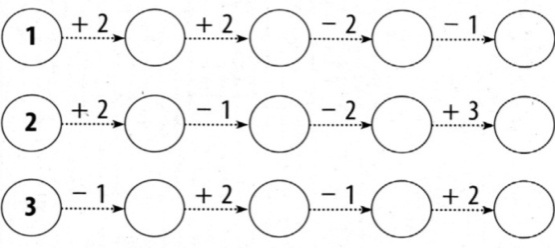 1 + 2 + 2 − 2 − 1
2 + 2 − 1 − 2 + 3
3 − 1 + 2 − 1 + 2